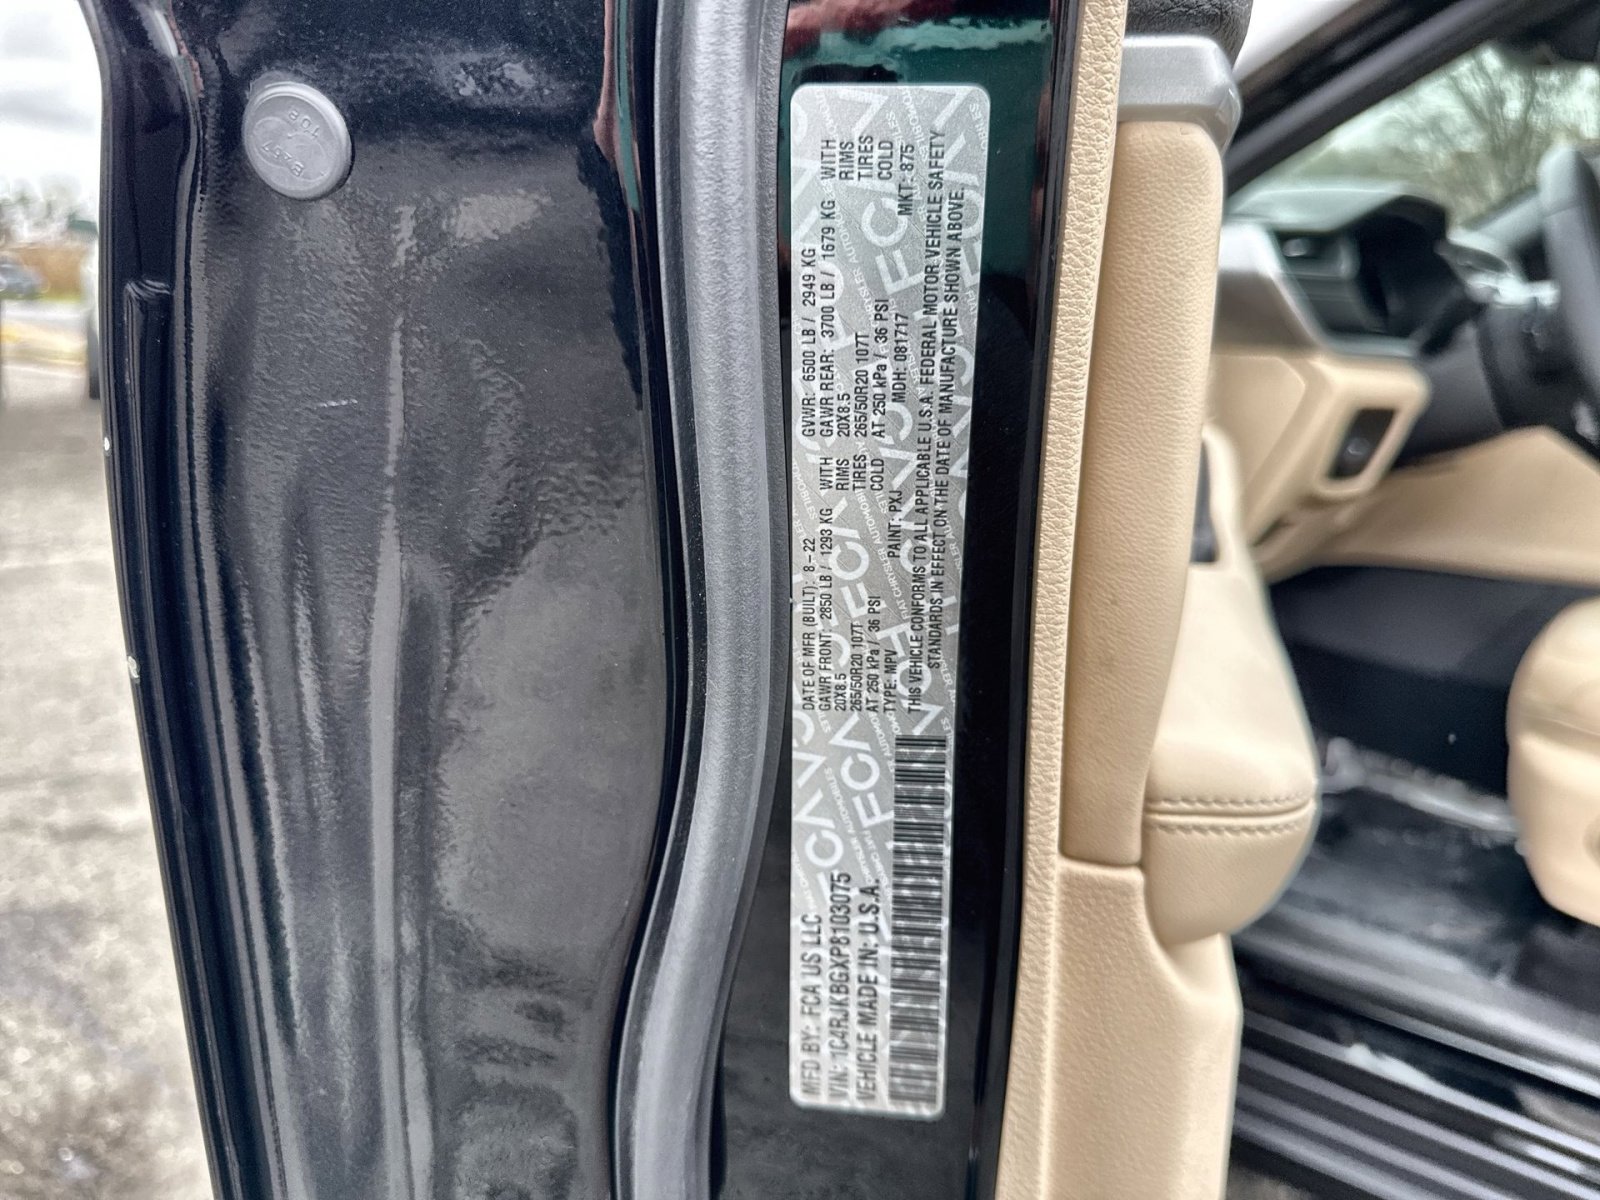 MFD BY: FCA US LLC
VIN: 1C4RJKBGXP8103075
VEHICLE MADE IN: U.S.A.
DATE OF MFR (BUILT): 8-22 GVWR: 6500 LB / 2949 KG
GAWR FRONT: 2850 LB / 1293 KG WITH GAWR REAR: 3700 LB / 1679 KG WITH
20X8.5 RIMS 20X8.5 RIMS
265/50R20 107T TIRES 265/50R20 107T TIRES
AT 250 kPa / 36 PSI COLD AT 250 kPa / 36 PSI COLD
TYPE: MPV PAINT: PXJ MDH: 081717 MKT: 875
THIS VEHICLE CONFORMS TO ALL APPLICABLE U.S.A. FEDERAL MOTOR VEHICLE SAFETY
STANDARDS IN EFFECT ON THE DATE OF MANUFACTURE SHOWN ABOVE.
FCA